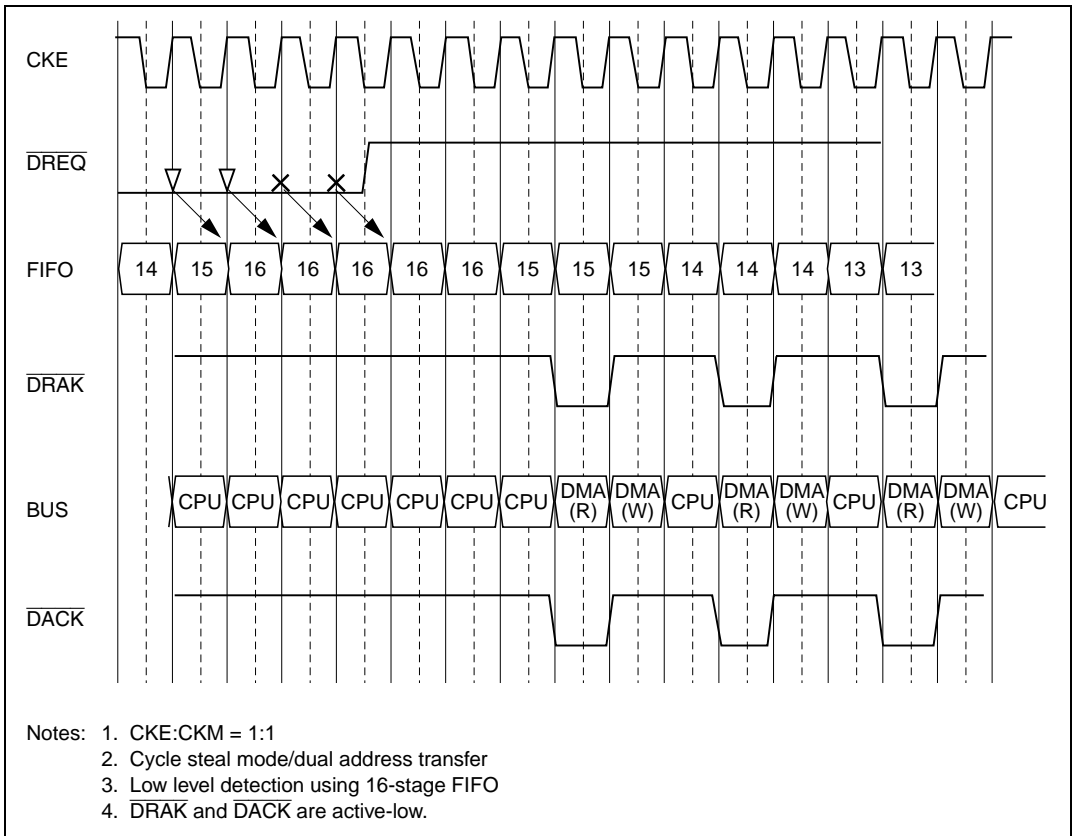 CKE
DREQ
FIFO 14 15 16 16 16 16 16 15 15 15 14 14 14 13 13
DRAK
BUS CPU CPU CPU CPU CPU CPU CPU DMA (R) DMA (W) CPU DMA (R) DMA (W) CPU DMA (R) DMA (W) CPU
DACK
Notes: 1. CKE:CKM = 1:1
2. Cycle steal mode/dual address transfer
3. Low level detection using 16-stage FIFO
4. DRAK and DACK are active-low.